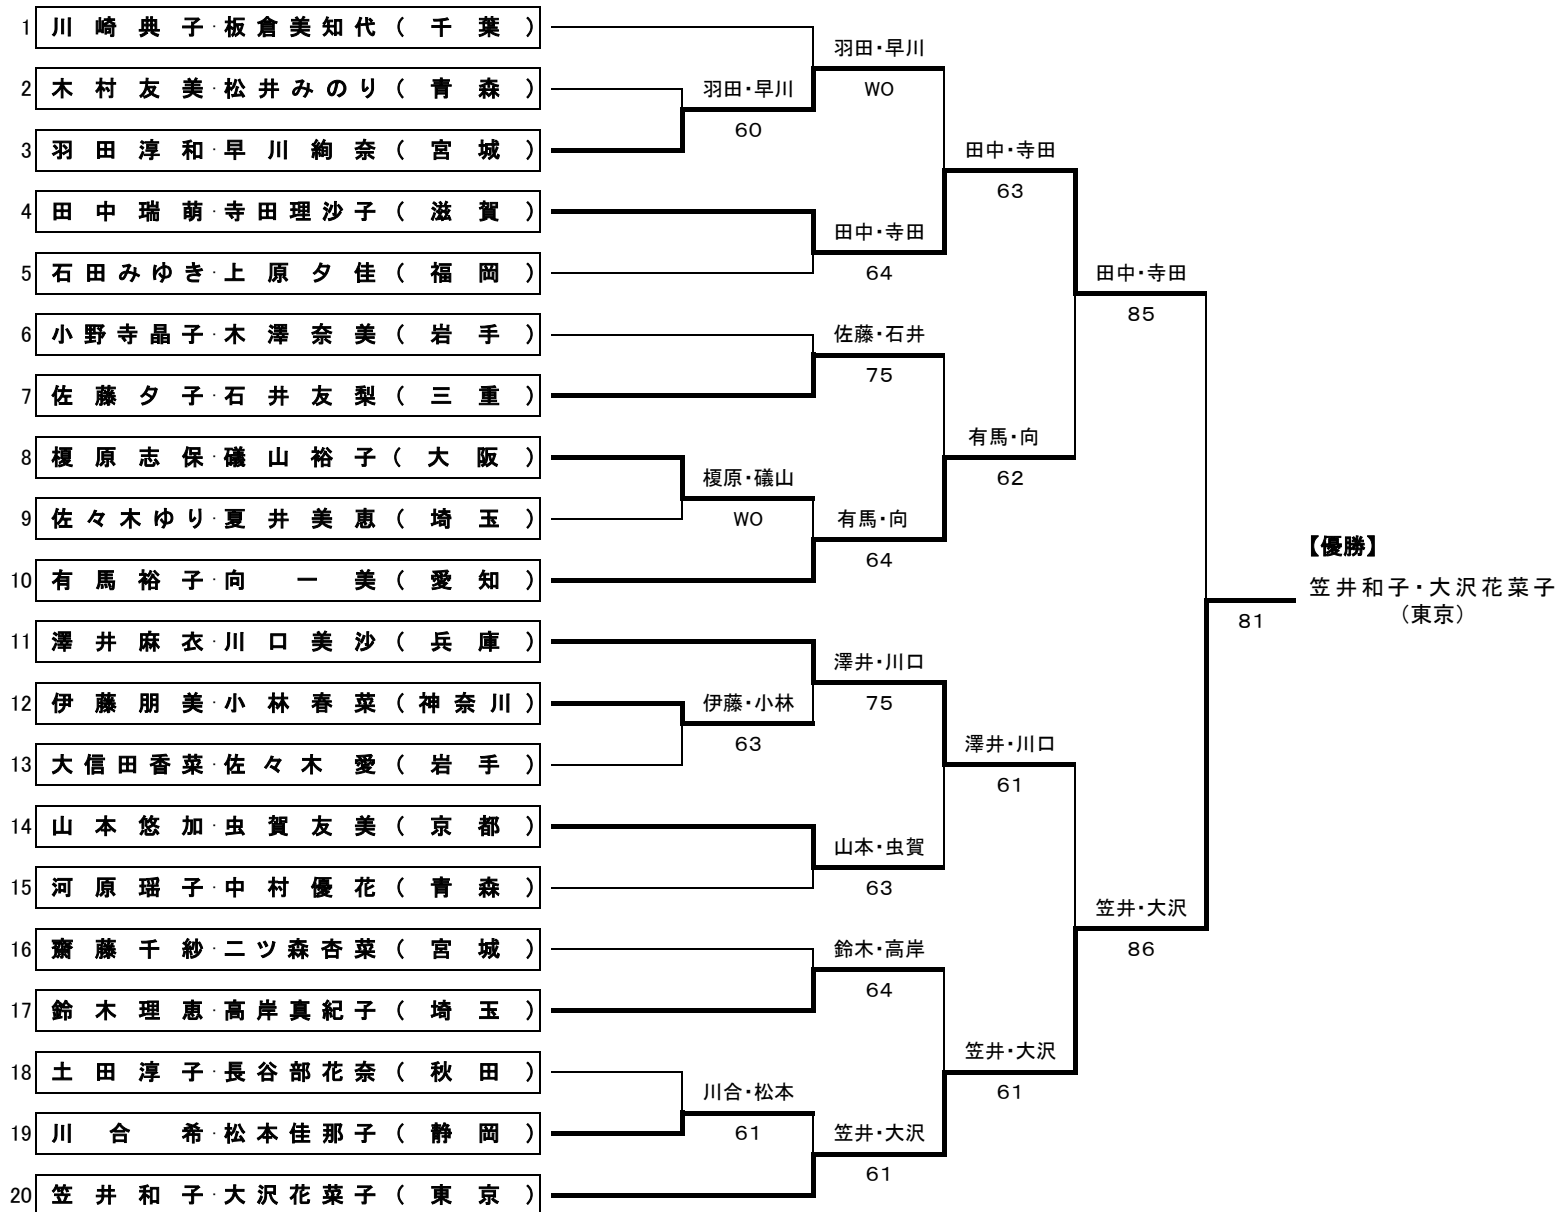 1 川崎典子・板倉美知代(千葉)
羽田・早川
2 木村友美・松井みのり(青森)
羽田・早川
WO
60
3 羽田淳和・早川絢奈(宮城)
田中・寺田
63
4 田中瑞萌・寺田理沙子(滋賀)
田中・寺田
5 石田みゆき・上原夕佳(福岡)
64
田中・寺田
85
6 小野寺晶子・木澤奈美(岩手)
佐藤・石井
75
7 佐藤夕子・石井友梨(三重)
有馬・向
8 榎原志保・礒山裕子(大阪)
榎原・礒山
62
9 佐々木ゆり・夏井美恵(埼玉)
WO
有馬・向
64
10 有馬裕子・向一美(愛知)
【優勝】
笠井和子・大沢花菜子
(東京)
81
11 澤井麻衣・川口美沙(兵庫)
澤井・川口
12 伊藤朋美・小林春菜(神奈川)
伊藤・小林
75
63
澤井・川口
13 大信田香菜・佐々木愛(岩手)
61
14 山本悠加・虫賀友美(京都)
山本・虫賀
15 河原瑶子・中村優花(青森)
63
笠井・大沢
86
16 齋藤千紗・二ツ森杏菜(宮城)
鈴木・高岸
64
17 鈴木理恵・高岸真紀子(埼玉)
笠井・大沢
18 土田淳子・長谷部花奈(秋田)
川合・松本
61
19 川合希・松本佳那子(静岡)
61
笠井・大沢
61
20 笠井和子・大沢花菜子(東京)